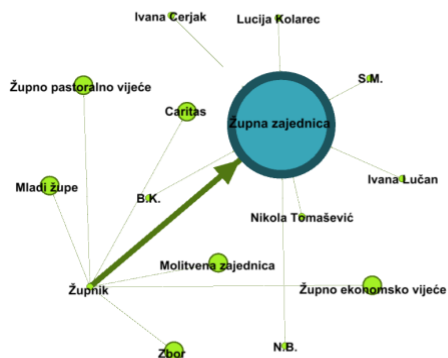 Ivana Cerjak
Lucija Kolarec
S.M.
Župno pastoralno vijeće
Caritas
Župna zajednica
Mladi župe
B.K.
Ivana Lučan
Nikola Tomašević
Molitvena zajednica
Župnik
Župno ekonomsko vijeće
Zbor
N.B.